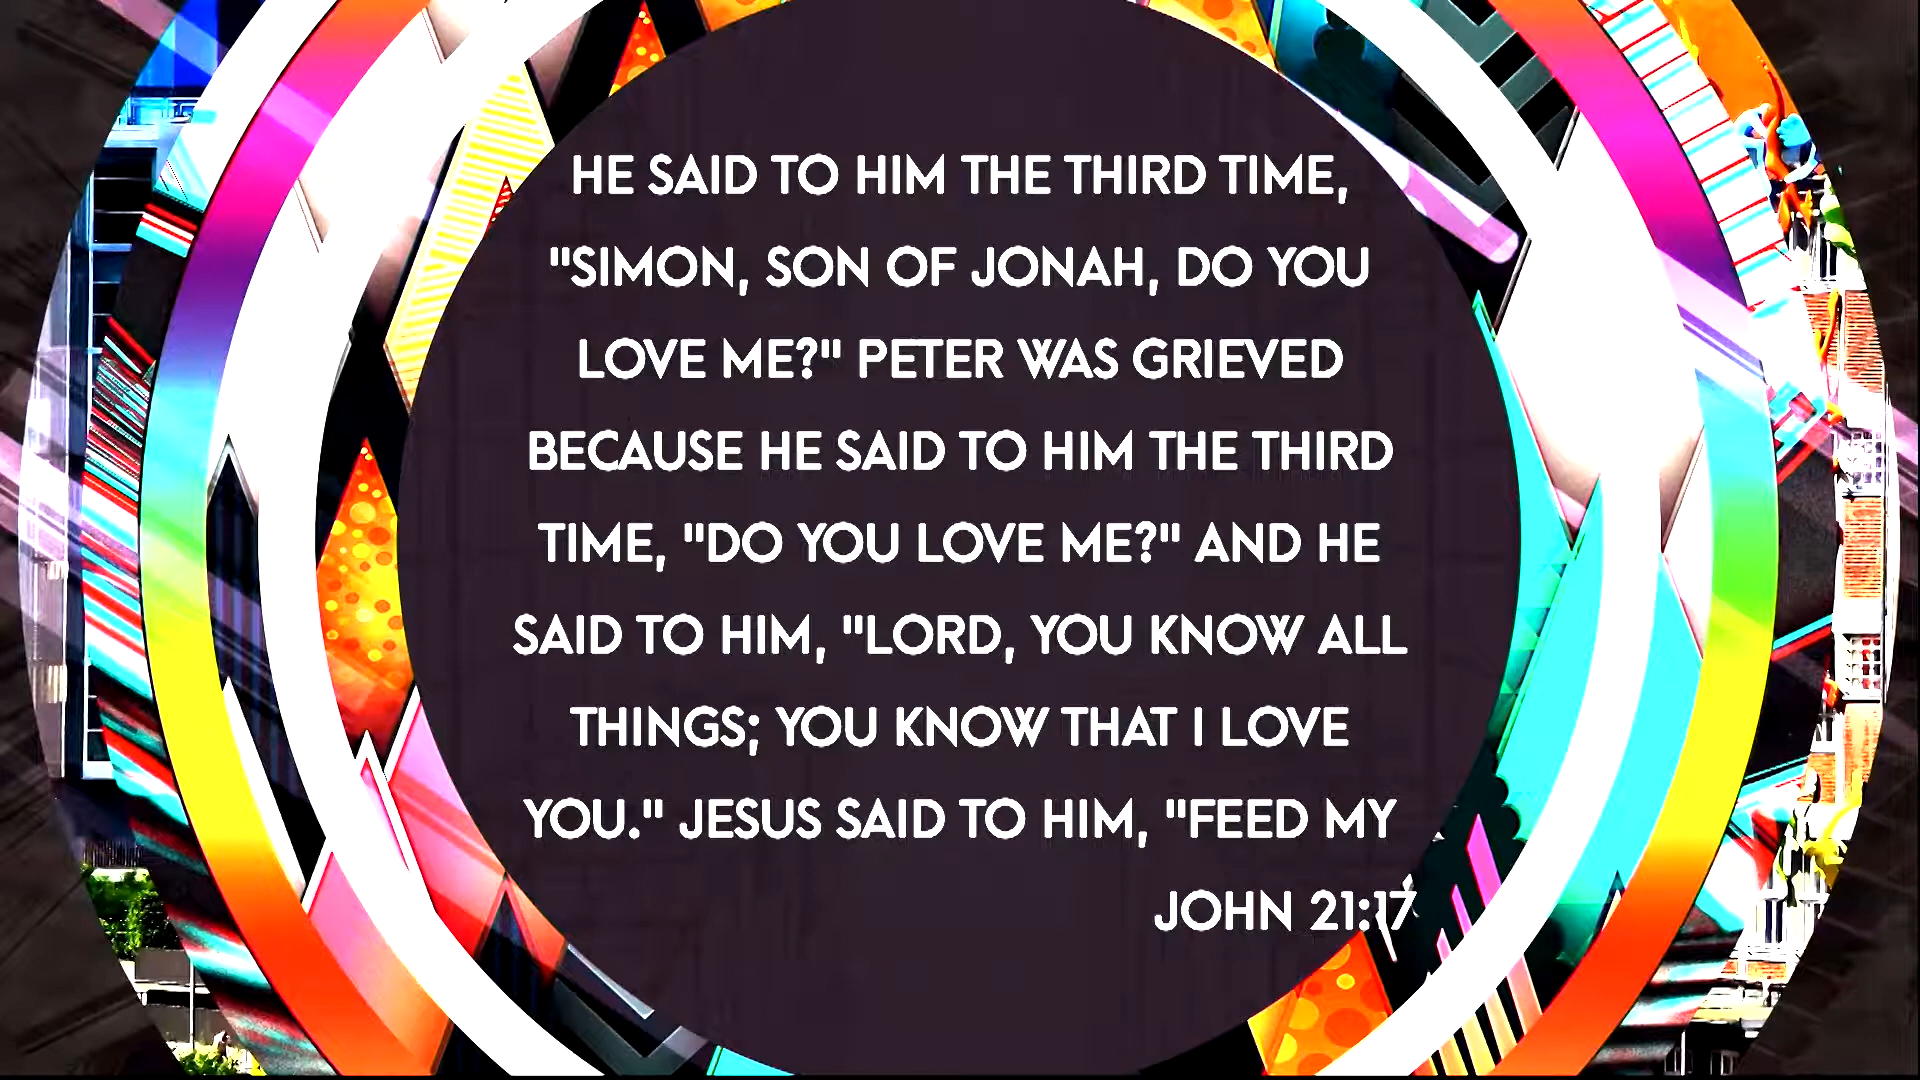 HE SAID TO HIM THE THIRD TIME,
"SIMON, SON OF JONAH, DO YOU
LOVE ME?" PETER WAS GRIEVED
BECAUSE HE SAID TO HIM THE THIRD
TIME, "DO YOU LOVE ME?" AND HE
SAID TO HIM, "LORD, YOU KNOW ALL
THINGS; YOU KNOW THAT I LOVE
YOU." JESUS SAID TO HIM, "FEED MY
JOHN 21:17